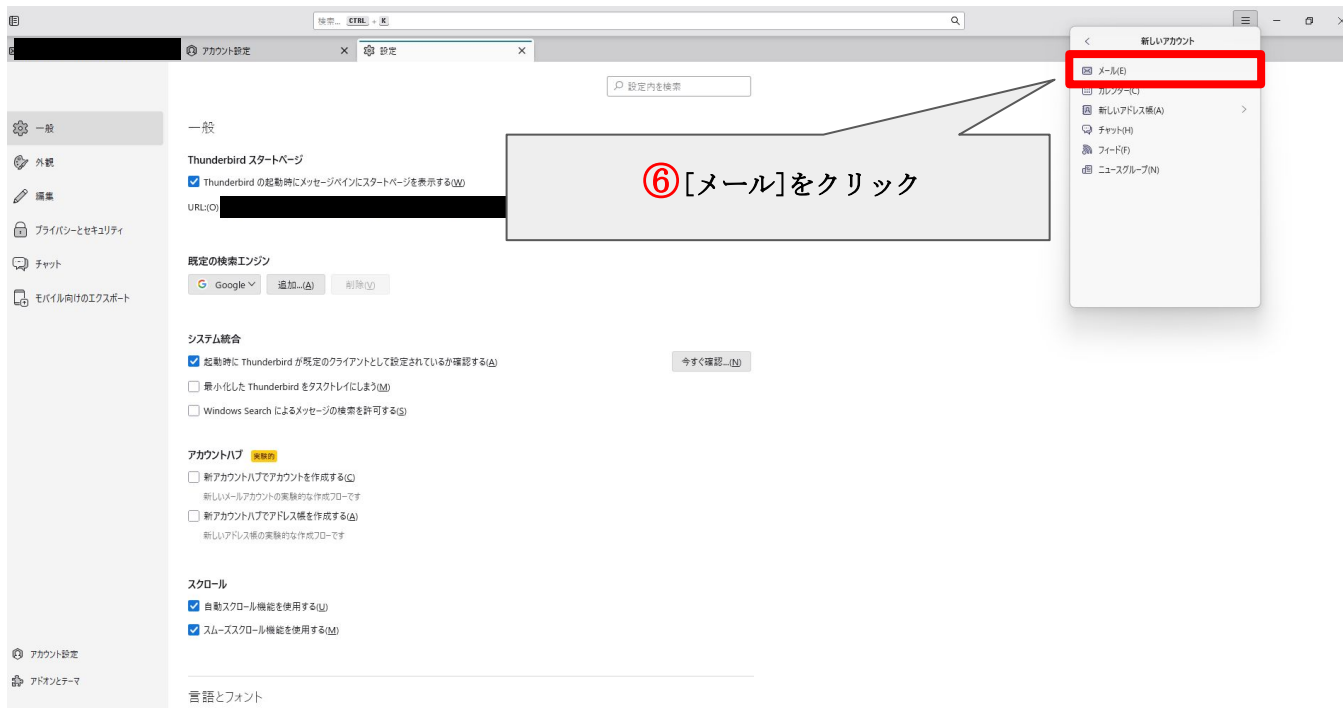 検索... CTRL + K
アカウント設定
設定
新しいアカウント
メール(E)
カレンダー(C)
新しいアドレス帳(A)
チャット(H)
フィード(F)
ニュースグループ(N)
設定内を検索
⑥[メール]をクリック
一般
外観
編集
プライバシーとセキュリティ
チャット
モバイル向けのエクスポート
アカウント設定
アドオンとテーマ
一般
Thunderbird スタートページ
Thunderbird の起動時にメッセージペインにスタートページを表示する(W)
URL:(O)
既定の検索エンジン
G Google 追加...(A) 削除(V)
システム統合
起動時に Thunderbird が既定のクライアントとして設定されているか確認する(A) 今すぐ確認...(N)
最小化した Thunderbird をタスクトレイにしまう(M)
Windows Search によるメッセージの検索を許可する(S)
アカウントハブ 実験的
新アカウントハブでアカウントを作成する(C)
新しいメールアカウントの実験的な作成フローです
新アカウントハブでアドレス帳を作成する(A)
新しいアドレス帳の実験的な作成フローです
スクロール
自動スクロール機能を使用する(U)
スムーズスクロール機能を使用する(M)
言語とフォント